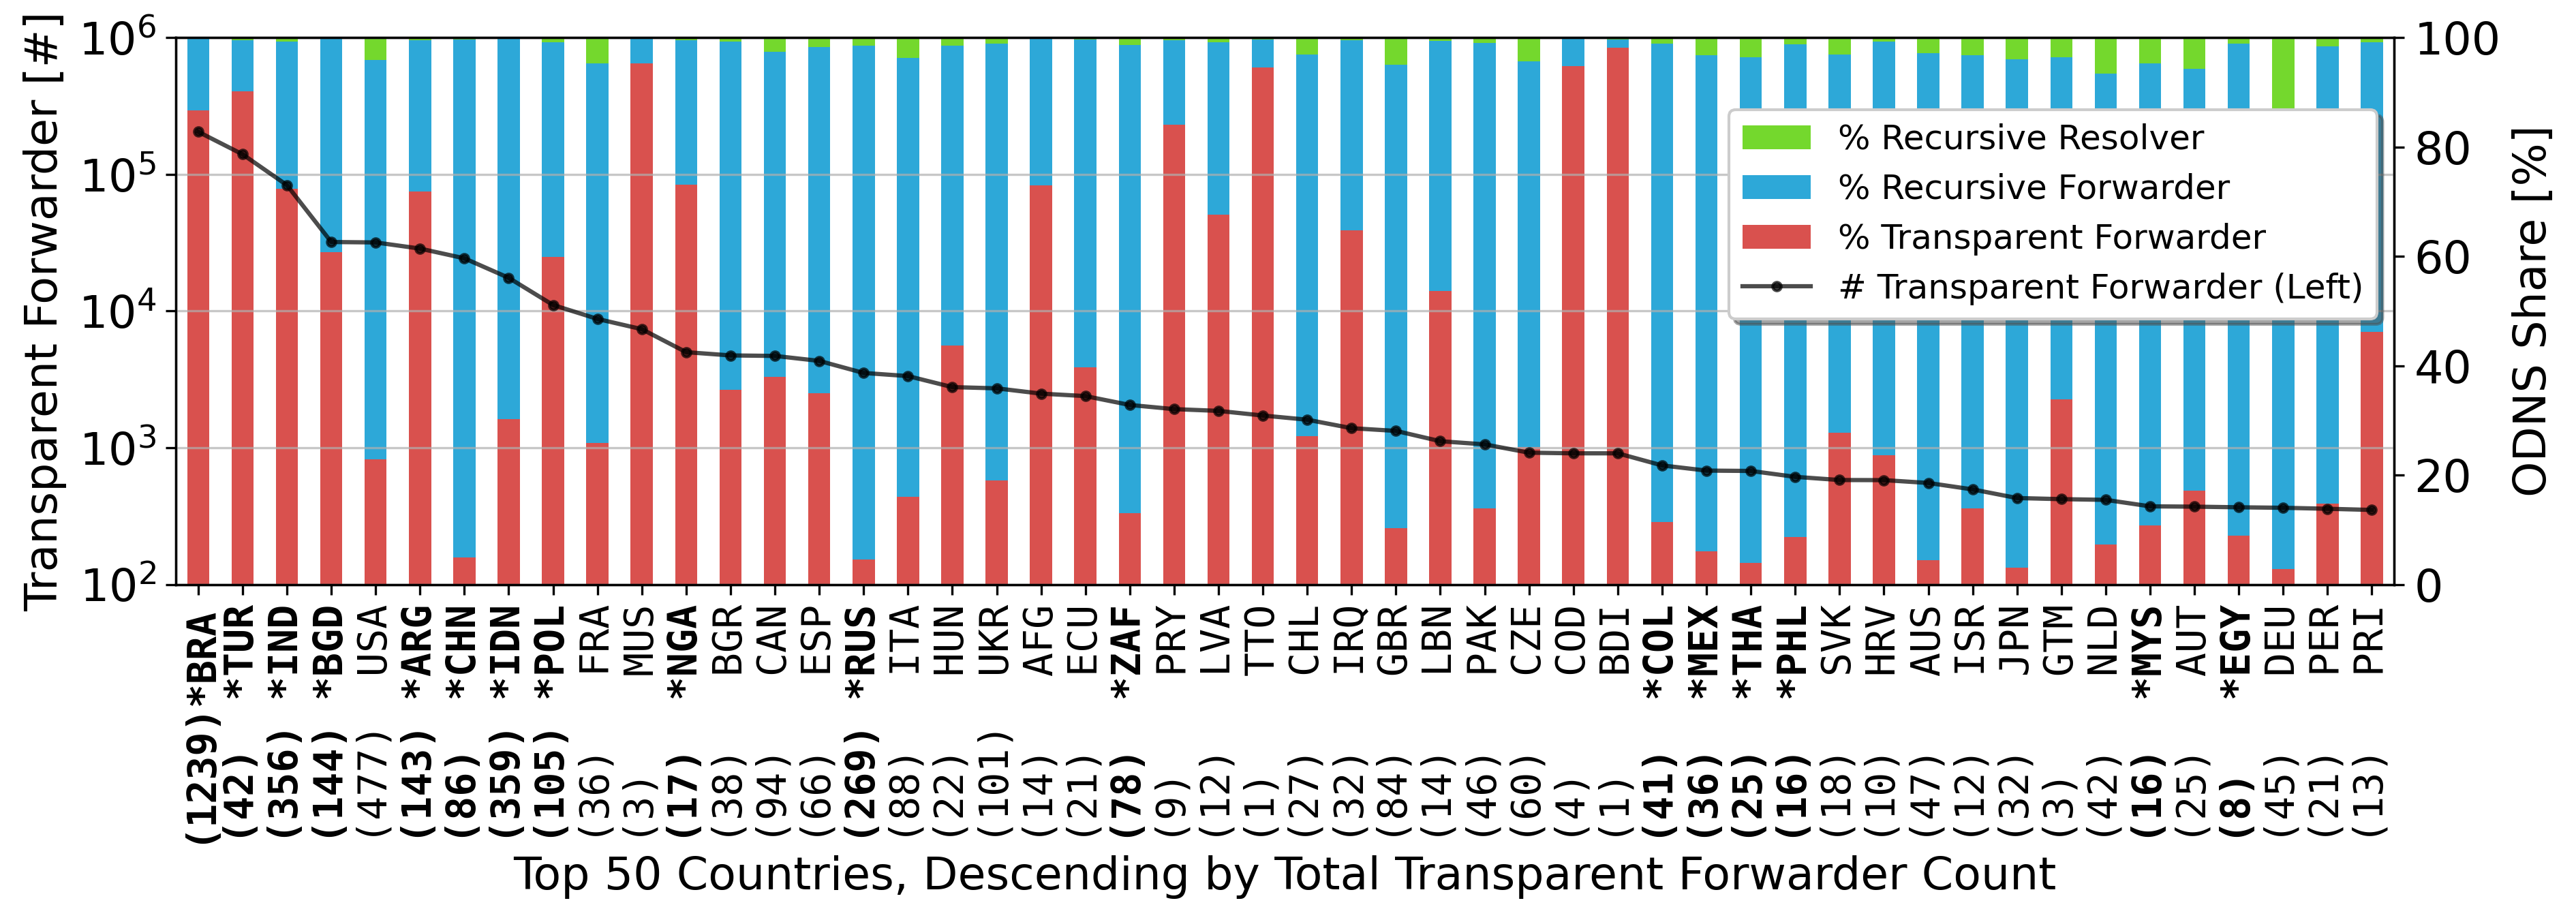 Transparent Forwarder [#]
10^6
10^5
10^4
10^3
10^2
100
80
60
40
20
0
ODNS Share [%]
% Recursive Resolver
% Recursive Forwarder
% Transparent Forwarder
# Transparent Forwarder (Left)
(1239)*BRA
(42) *TUR
(356) *IND
(144) *BGD
(477) USA
(143) *ARG
(86) *CHN
(359) *IDN
(105) *POL
(36) FRA
(3) MUS
(17) *NGA
(38) BGR
(94) CAN
(66) ESP
(269) *RUS
(88) ITA
(22) HUN
(101) UKR
(14) AFG
(21) ECU
(78) *ZAF
(9) PRY
(12) LVA
(1) TTO
(27) CHL
(32) IRQ
(84) GBR
(14) LBN
(46) PAK
(60) CZE
(4) COD
(1) BDI
(41) *COL
(36) *MEX
(25) *THA
(16) *PHL
(18) SVK
(10) HRV
(47) AUS
(12) ISR
(32) JPN
(3) GTM
(42) NLD
(16) *MYS
(25) AUT
(8) *EGY
(45) DEU
(21) PER
(13) PRI
Top 50 Countries, Descending by Total Transparent Forwarder Count